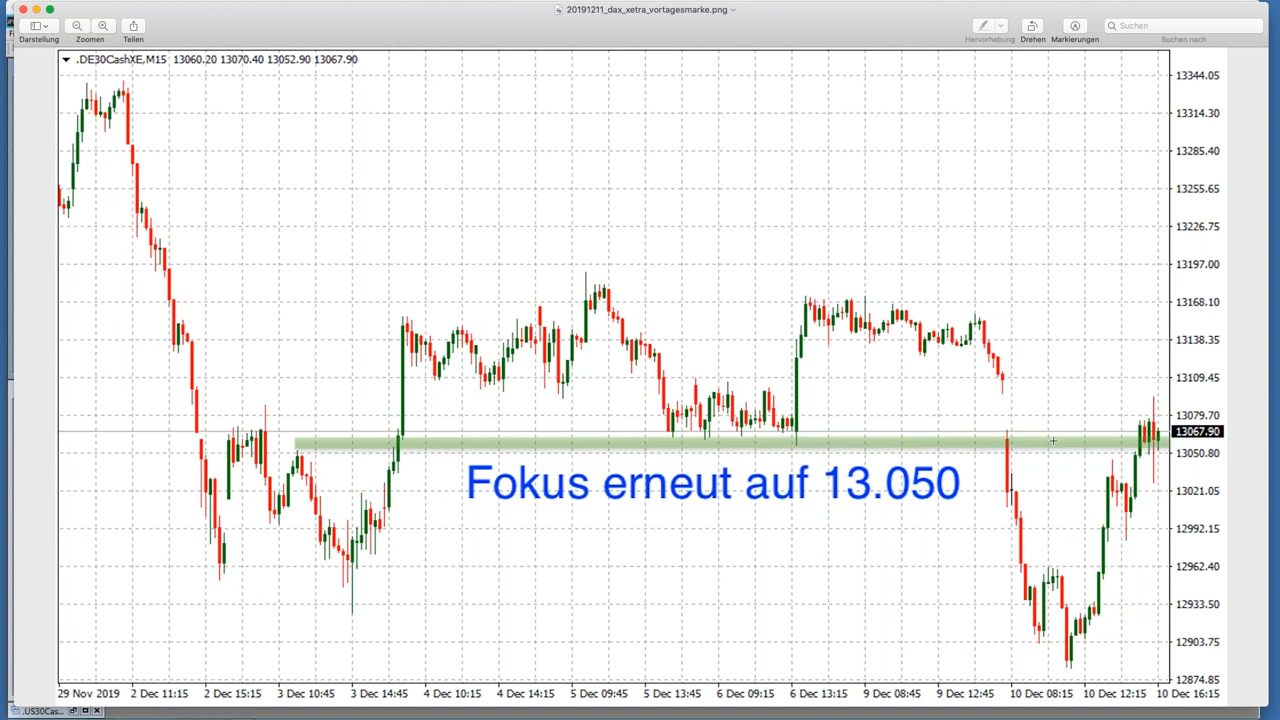 20191211_dax_xetra_vortagesmarke.png
Suchen
Darstellung Zoomen Teilen Hervorhebung Drehen Markierungen Suchen nach
.DE30CashXE,M15 13060.20 13070.40 13052.90 13067.90
13344.05
13314.30
13285.40
13255.65
13226.75
13197.00
13168.10
13138.35
13109.45
13079.70
13067.90
13050.80
Fokus erneut auf 13.050
13021.05
12992.15
12962.40
12933.50
12903.75
12874.85
29 Nov 2019 2 Dec 11:15 2 Dec 15:15 3 Dec 10:45 3 Dec 14:45 4 Dec 10:15 4 Dec 14:15 5 Dec 09:45 5 Dec 13:45 6 Dec 09:15 6 Dec 13:15 9 Dec 08:45 9 Dec 12:45 10 Dec 08:15 10 Dec 12:15 10 Dec 16:15
.US30Cas...